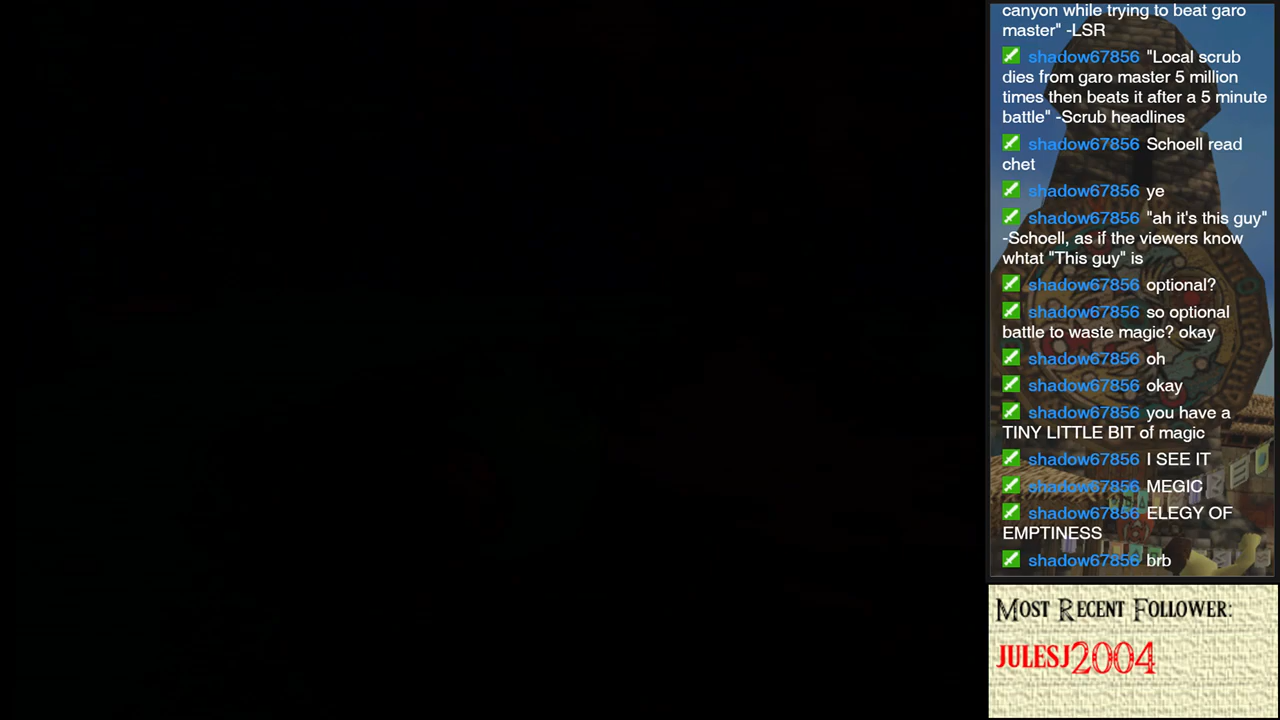 canyon while trying to beat garo
master" -LSR
shadow67856 "Local scrub
dies from garo master 5 million
times then beats it after a 5 minute
battle" -Scrub headlines
shadow67856 Schoell read
chet
shadow67856 ye
shadow67856 "ah it's this guy"
-Schoell, as if the viewers know
whtat "This guy" is
shadow67856 optional?
shadow67856 so optional
battle to waste magic? okay
shadow67856 oh
shadow67856 okay
shadow67856 you have a
TINY LITTLE BIT of magic
shadow67856 I SEE IT
shadow67856 MEGIC
shadow67856 ELEGY OF
EMPTINESS
shadow67856 brb
Most Recent Follower:
julesj2004